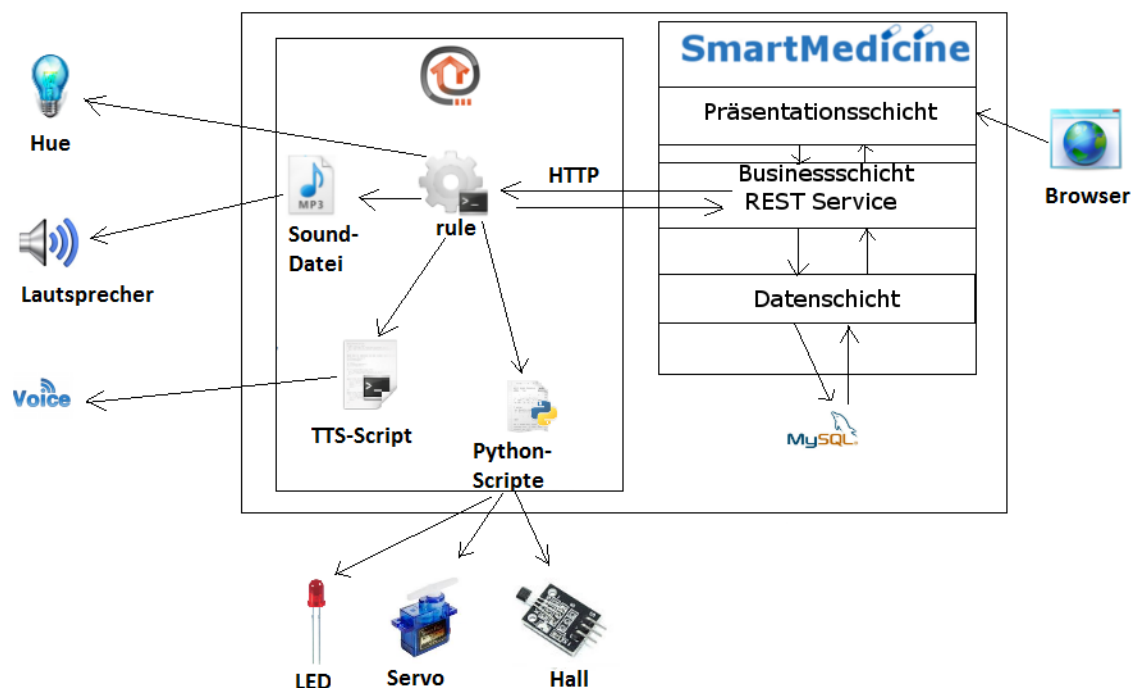 SmartMedicine
Präsentationsschicht
Businessschicht
REST Service
Datenschicht
MySQL®
HTTP
Browser
Hue
MP3
Sound-
Datei
rule
>_
Lautsprecher
Voice
>_
TTS-Script
Python-
Scripte
LED
Servo
Hall